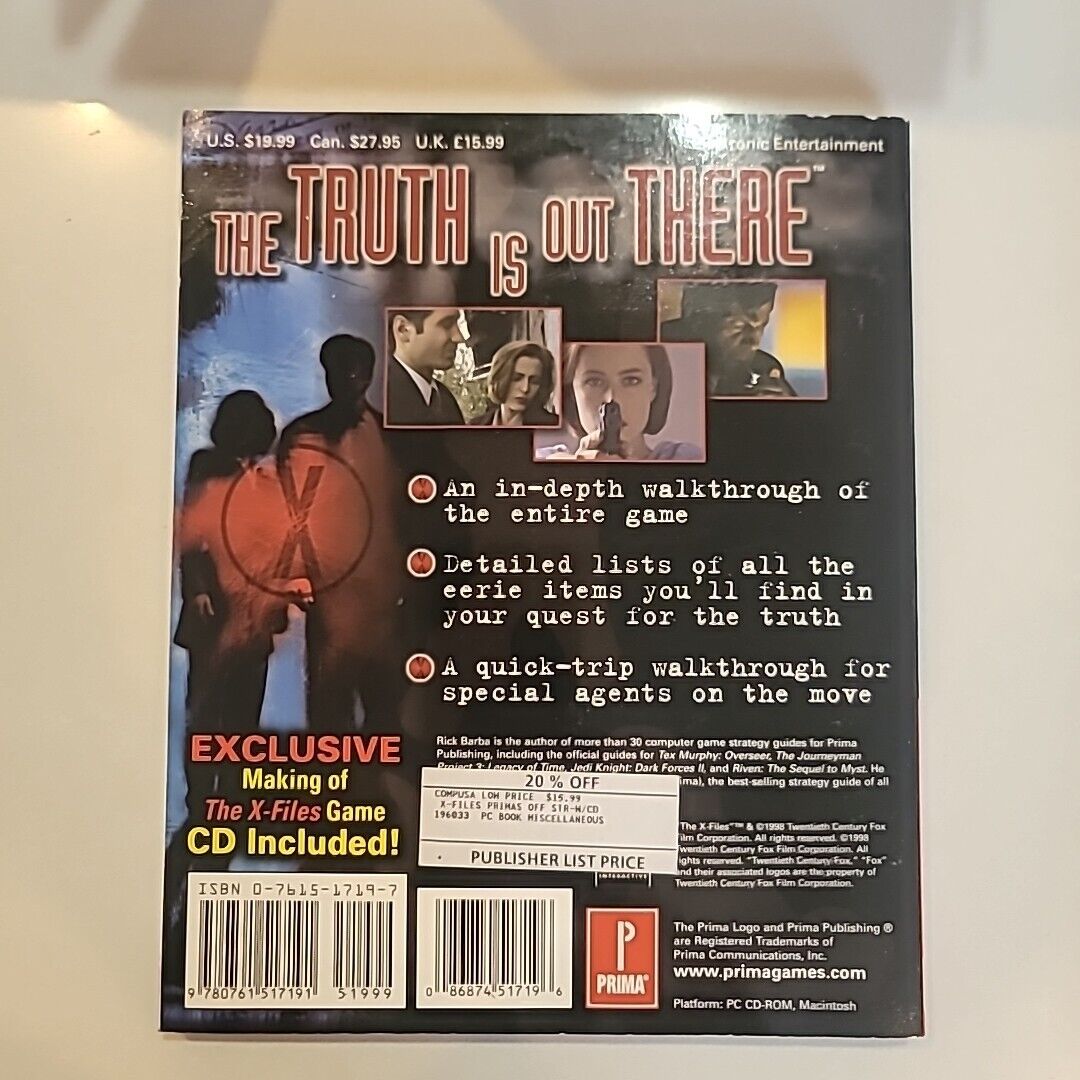 U.S. $19.99 Can. $27.95 U.K. £15.99
Entertainment
THE TRUTH IS OUT THERE™
An in-depth walkthrough of
the entire game
Detailed lists of all the
eerie items you'll find in
your quest for the truth
A quick-trip walkthrough for
special agents on the move
EXCLUSIVE
Making of
The X-Files Game
CD Included!
Rick Barba is the author of more than 30 computer game strategy guides for Prima
Publishing, including the official guides for Tex Murphy: Overseer, The Journeyman
Project 3: Legacy of Time, Jedi Knight: Dark Forces II, and Riven: The Sequel to Myst. He
the best-selling strategy guide of all
20 % OFF
COMPUSA LOW PRICE $15.99
X-FILES PRIMAS OFF STR-W/CD
196033 PC BOOK MISCELLANEOUS
PUBLISHER LIST PRICE
The X-Files™ & ©1998 Twentieth Century Fox
Film Corporation. All rights reserved. ©1998
Twentieth Century Fox Film Corporation. All
rights reserved. "Twentieth Century Fox," "Fox"
and their associated logos are the property of
Twentieth Century Fox Film Corporation.
INTERACTIVE
ISBN 0-7615-1719-7
9 780761 517191
51999
0 86874 51719 6
P
PRIMA®
The Prima Logo and Prima Publishing ®
are Registered Trademarks of
Prima Communications, Inc.
www.primagames.com
Platform: PC CD-ROM, Macintosh